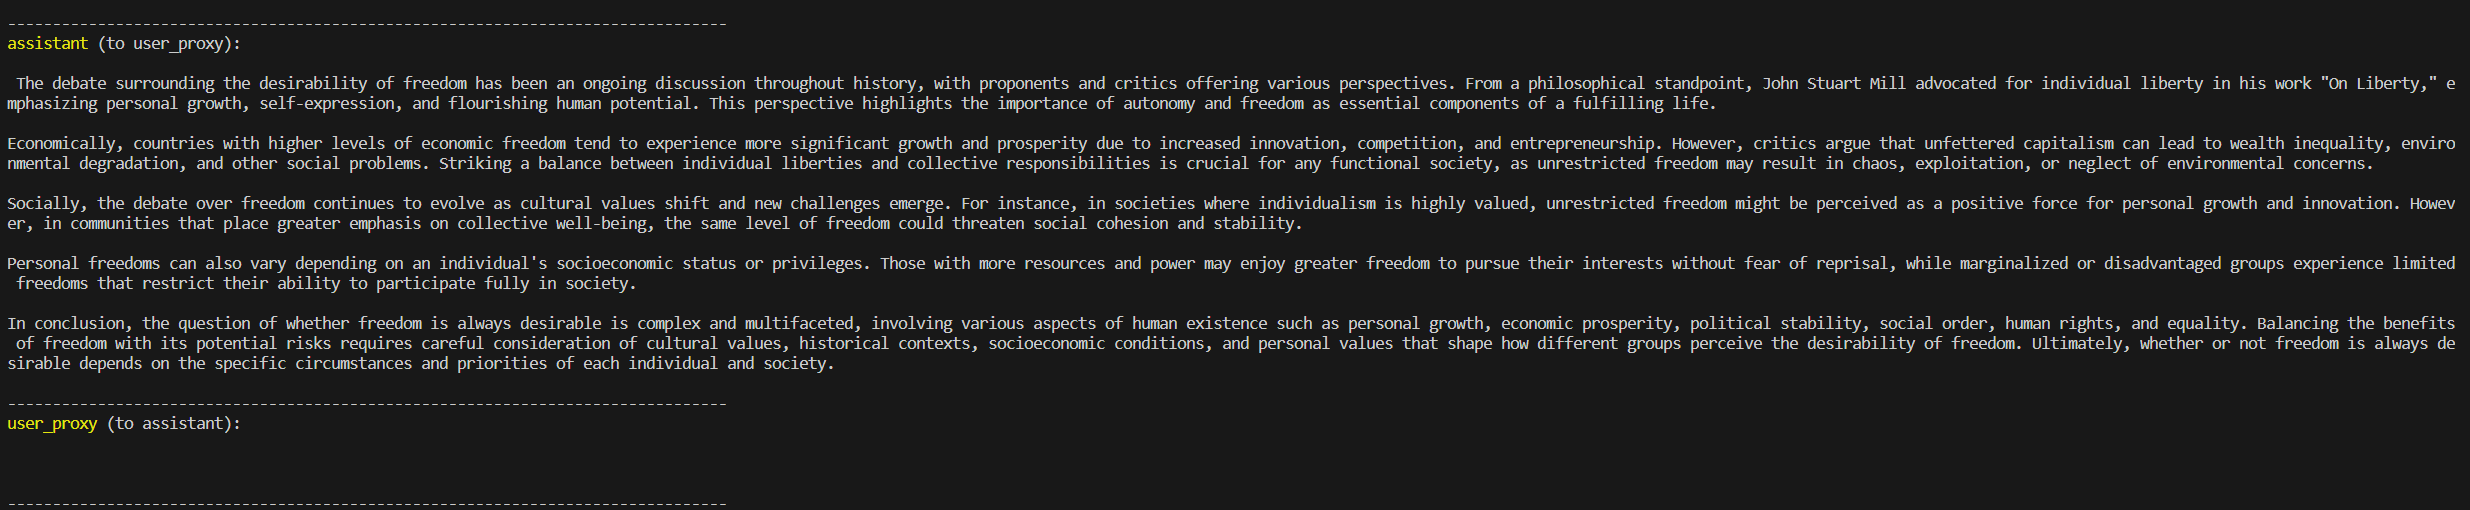 --------------------------------------------------------------------------------
assistant (to user_proxy):
 The debate surrounding the desirability of freedom has been an ongoing discussion throughout history, with proponents and critics offering various perspectives. From a philosophical standpoint, John Stuart Mill advocated for individual liberty in his work "On Liberty," e
mphasizing personal growth, self-expression, and flourishing human potential. This perspective highlights the importance of autonomy and freedom as essential components of a fulfilling life.
Economically, countries with higher levels of economic freedom tend to experience more significant growth and prosperity due to increased innovation, competition, and entrepreneurship. However, critics argue that unfettered capitalism can lead to wealth inequality, enviro
nmental degradation, and other social problems. Striking a balance between individual liberties and collective responsibilities is crucial for any functional society, as unrestricted freedom may result in chaos, exploitation, or neglect of environmental concerns.
Socially, the debate over freedom continues to evolve as cultural values shift and new challenges emerge. For instance, in societies where individualism is highly valued, unrestricted freedom might be perceived as a positive force for personal growth and innovation. Howev
er, in communities that place greater emphasis on collective well-being, the same level of freedom could threaten social cohesion and stability.
Personal freedoms can also vary depending on an individual's socioeconomic status or privileges. Those with more resources and power may enjoy greater freedom to pursue their interests without fear of reprisal, while marginalized or disadvantaged groups experience limited
 freedoms that restrict their ability to participate fully in society.
In conclusion, the question of whether freedom is always desirable is complex and multifaceted, involving various aspects of human existence such as personal growth, economic prosperity, political stability, social order, human rights, and equality. Balancing the benefits
 of freedom with its potential risks requires careful consideration of cultural values, historical contexts, socioeconomic conditions, and personal values that shape how different groups perceive the desirability of freedom. Ultimately, whether or not freedom is always de
sirable depends on the specific circumstances and priorities of each individual and society.
--------------------------------------------------------------------------------
user_proxy (to assistant):
--------------------------------------------------------------------------------